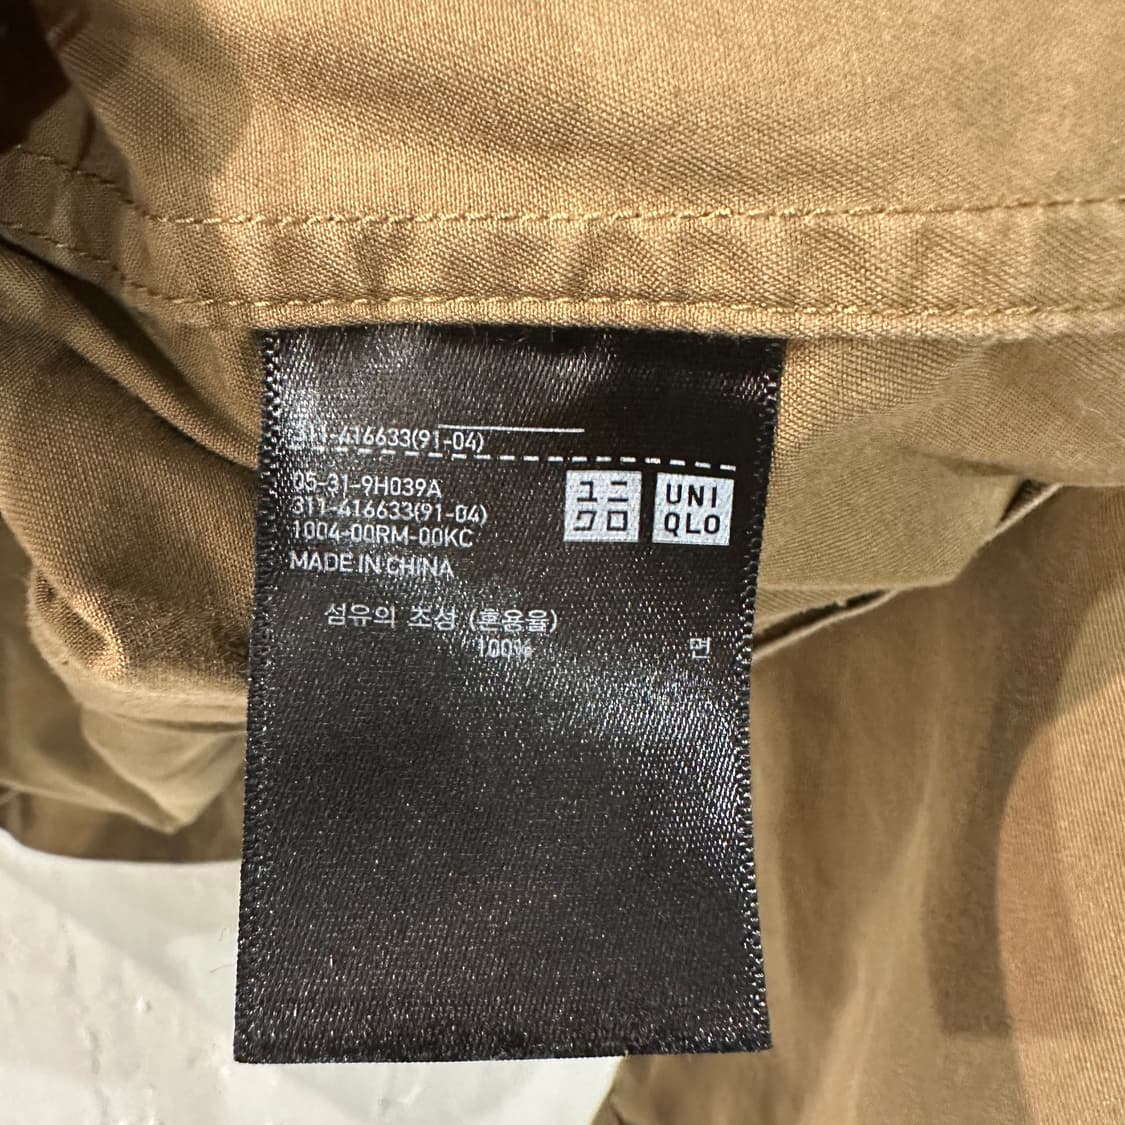 311-416633(91-04)
05-31-9H039A
311-416633(91-04)
1004-00RM-00KC
MADE IN CHINA
ユニ
クロ
UNI
QLO
섬유의 조성 (혼용율)
100% 면